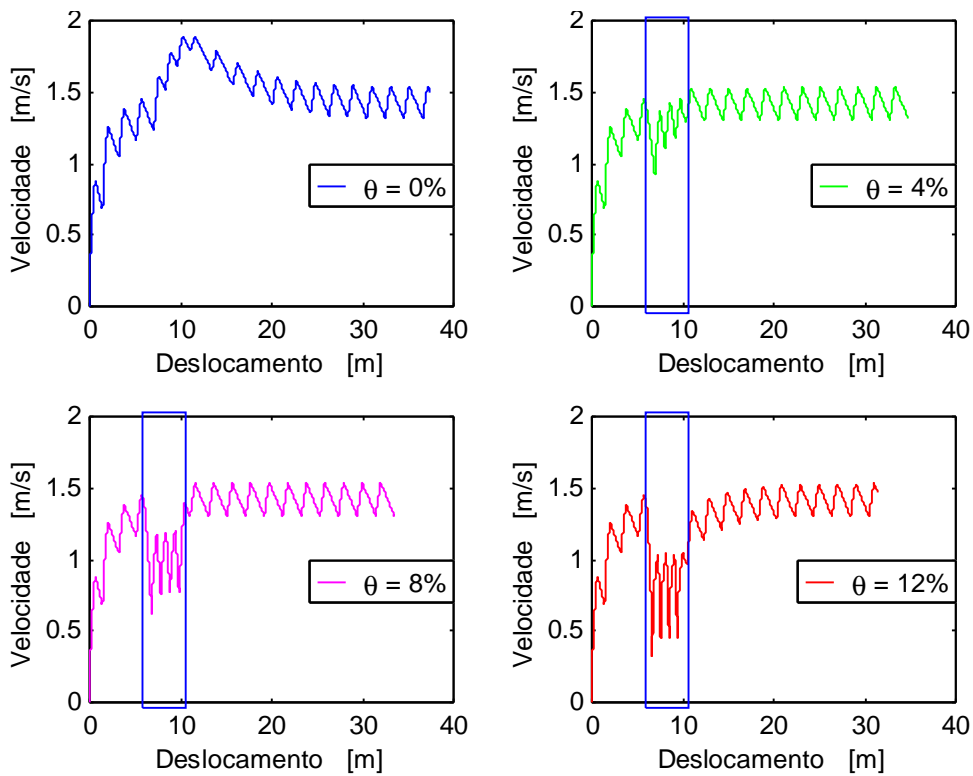 2
1.5
1
0.5
0
0 10 20 30 40
Velocidade [m/s]
Deslocamento [m]
θ = 0%
2
1.5
1
0.5
0
0 10 20 30 40
Velocidade [m/s]
Deslocamento [m]
θ = 4%
2
1.5
1
0.5
0
0 10 20 30 40
Velocidade [m/s]
Deslocamento [m]
θ = 8%
2
1.5
1
0.5
0
0 10 20 30 40
Velocidade [m/s]
Deslocamento [m]
θ = 12%